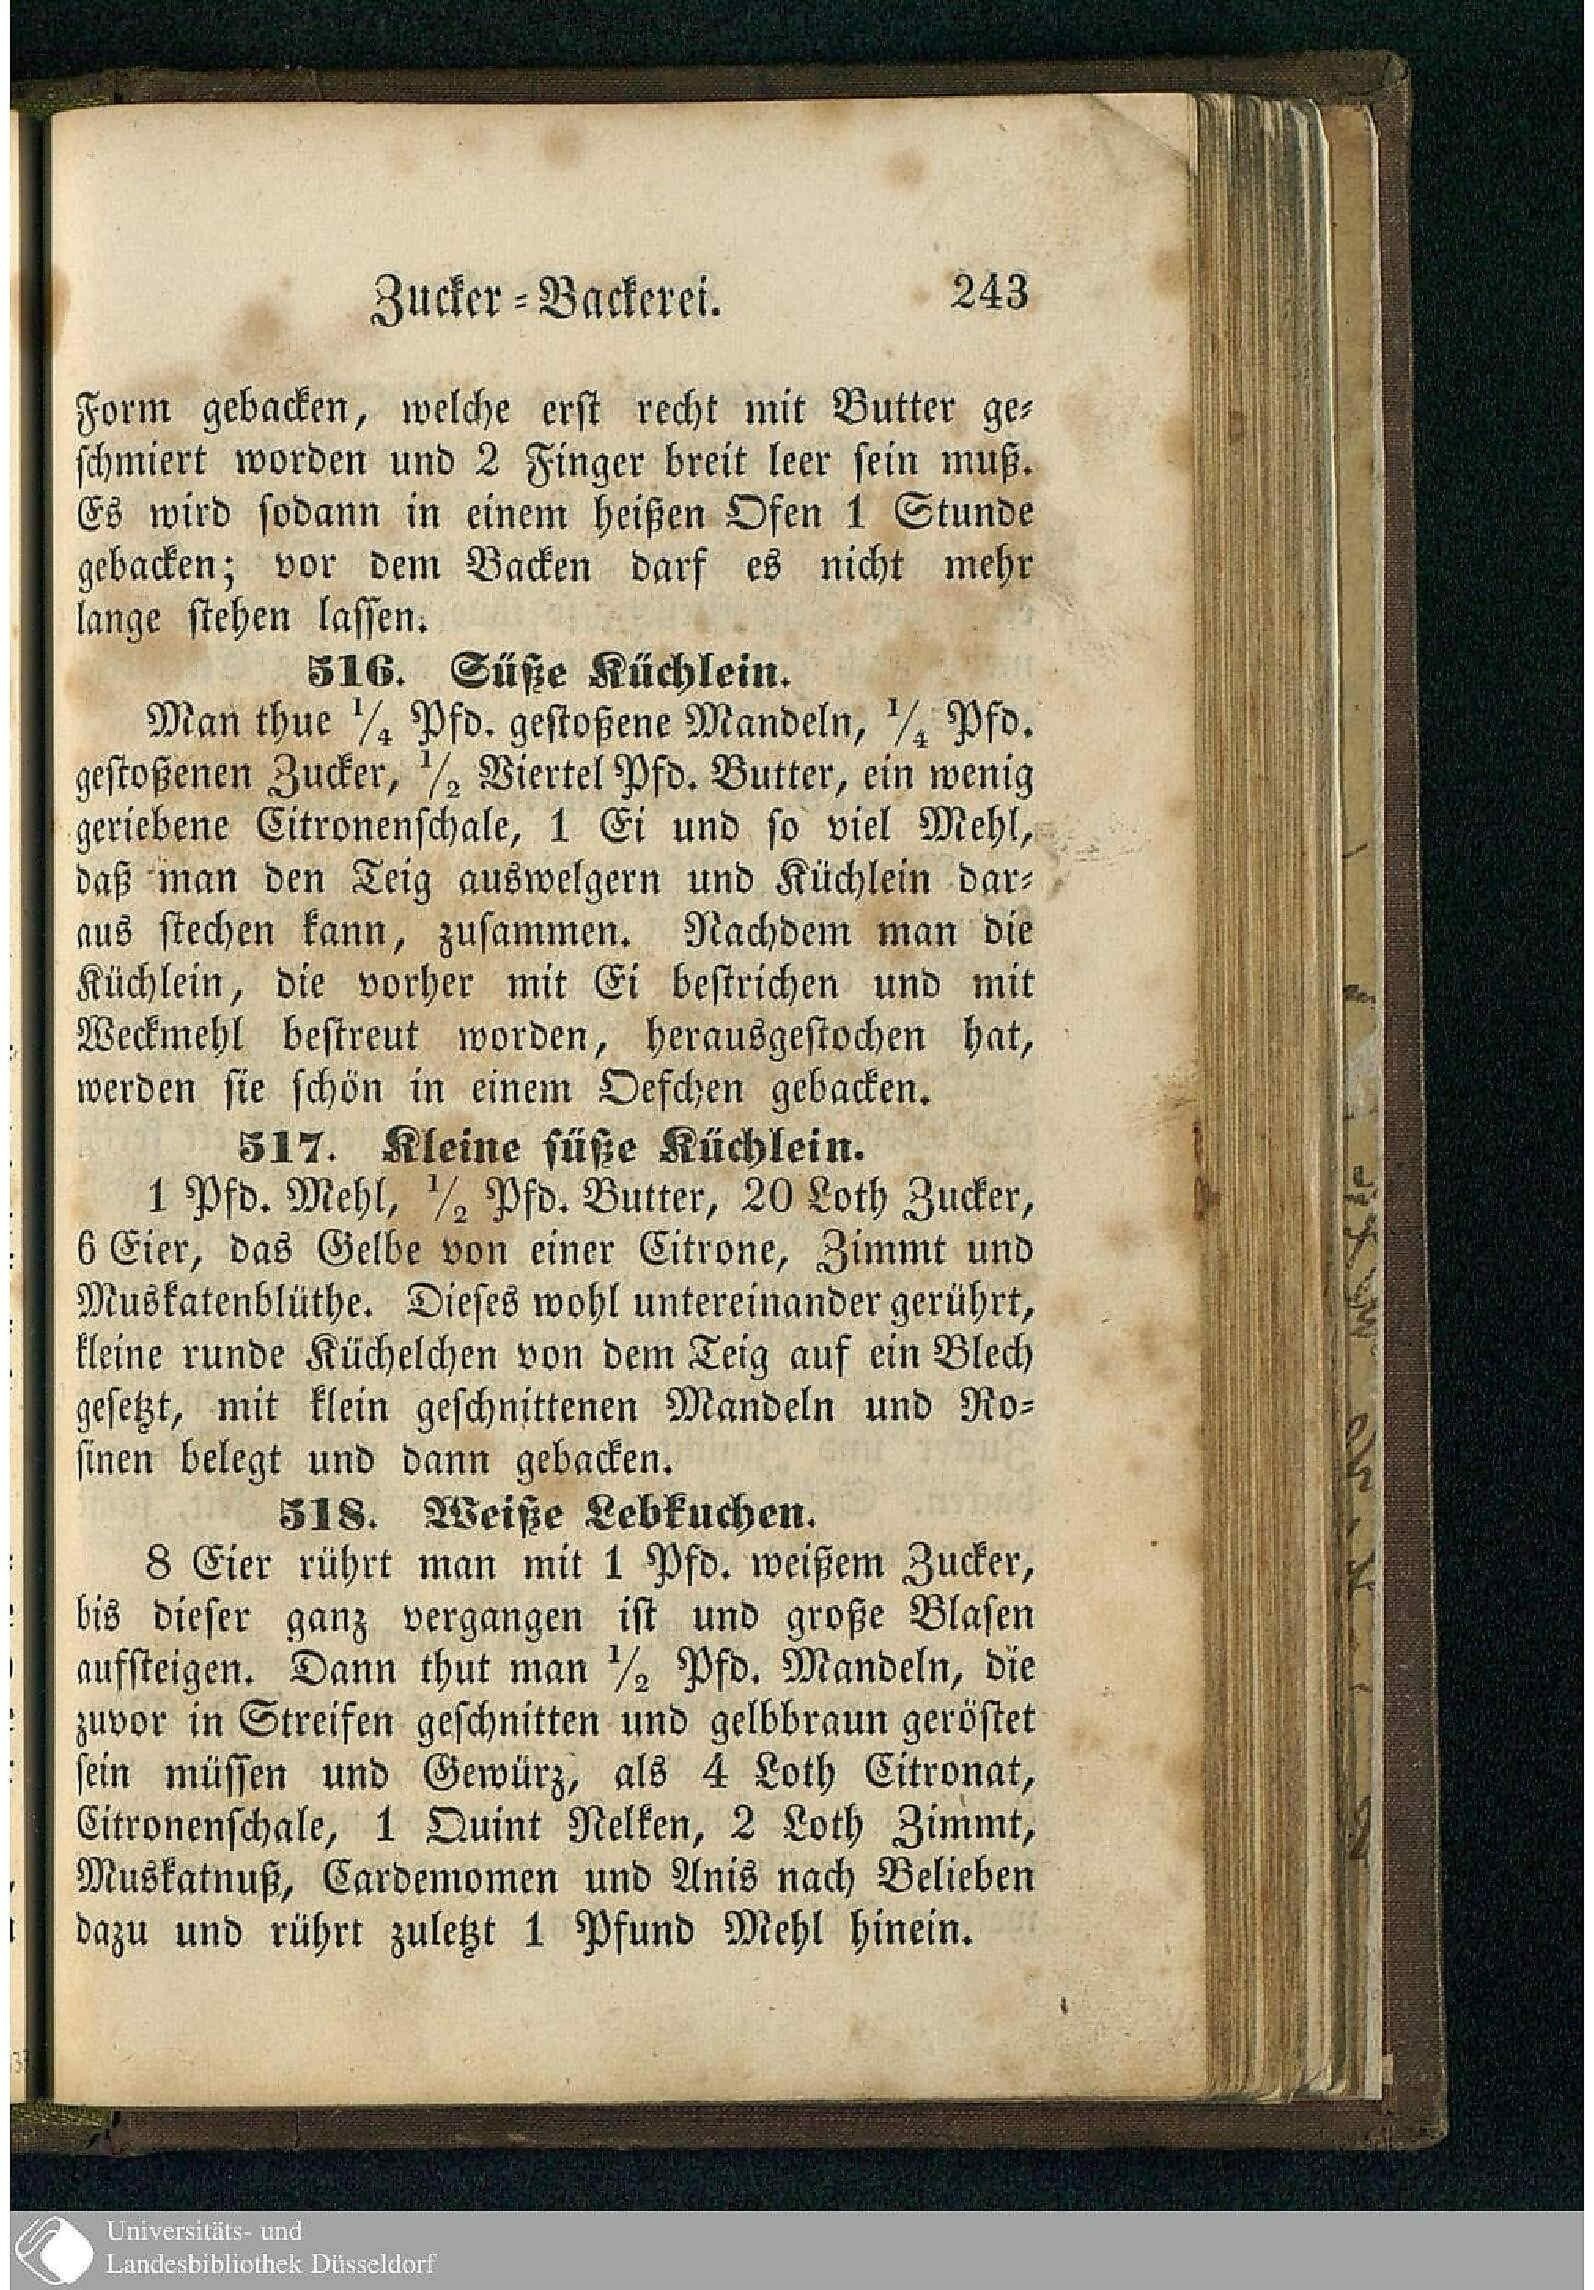 Zucker-Backerei. 243
Form gebacken, welche erst recht mit Butter ge-
schmiert worden und 2 Finger breit leer sein muß.
Es wird sodann in einem heißen Ofen 1 Stunde
gebacken; vor dem Backen darf es nicht mehr
lange stehen lassen.
516. Süße Küchlein.
Man thue 1/4 Pfd. gestoßene Mandeln, 1/4 Pfd.
gestoßenen Zucker, 1/2 Viertel Pfd. Butter, ein wenig
geriebene Citronenschale, 1 Ei und so viel Mehl,
daß man den Teig auswelgern und Küchlein dar-
aus stechen kann, zusammen. Nachdem man die
Küchlein, die vorher mit Ei bestrichen und mit
Weckmehl bestreut worden, herausgestochen hat,
werden sie schön in einem Oefchen gebacken.
517. Kleine süße Küchlein.
1 Pfd. Mehl, 1/2 Pfd. Butter, 20 Loth Zucker,
6 Eier, das Gelbe von einer Citrone, Zimmt und
Muskatenblüthe. Dieses wohl untereinander gerührt,
kleine runde Küchelchen von dem Teig auf ein Blech
gesetzt, mit klein geschnittenen Mandeln und Ro-
sinen belegt und dann gebacken.
518. Weiße Lebkuchen.
8 Eier rührt man mit 1 Pfd. weißem Zucker,
bis dieser ganz vergangen ist und große Blasen
aufsteigen. Dann thut man 1/2 Pfd. Mandeln, die
zuvor in Streifen geschnitten und gelbbraun geröstet
sein müssen und Gewürz, als 4 Loth Citronat,
Citronenschale, 1 Quint Nelken, 2 Loth Zimmt,
Muskatnuß, Cardemomen und Anis nach Belieben
dazu und rührt zuletzt 1 Pfund Mehl hinein.
Universitäts- und
Landesbibliothek Düsseldorf